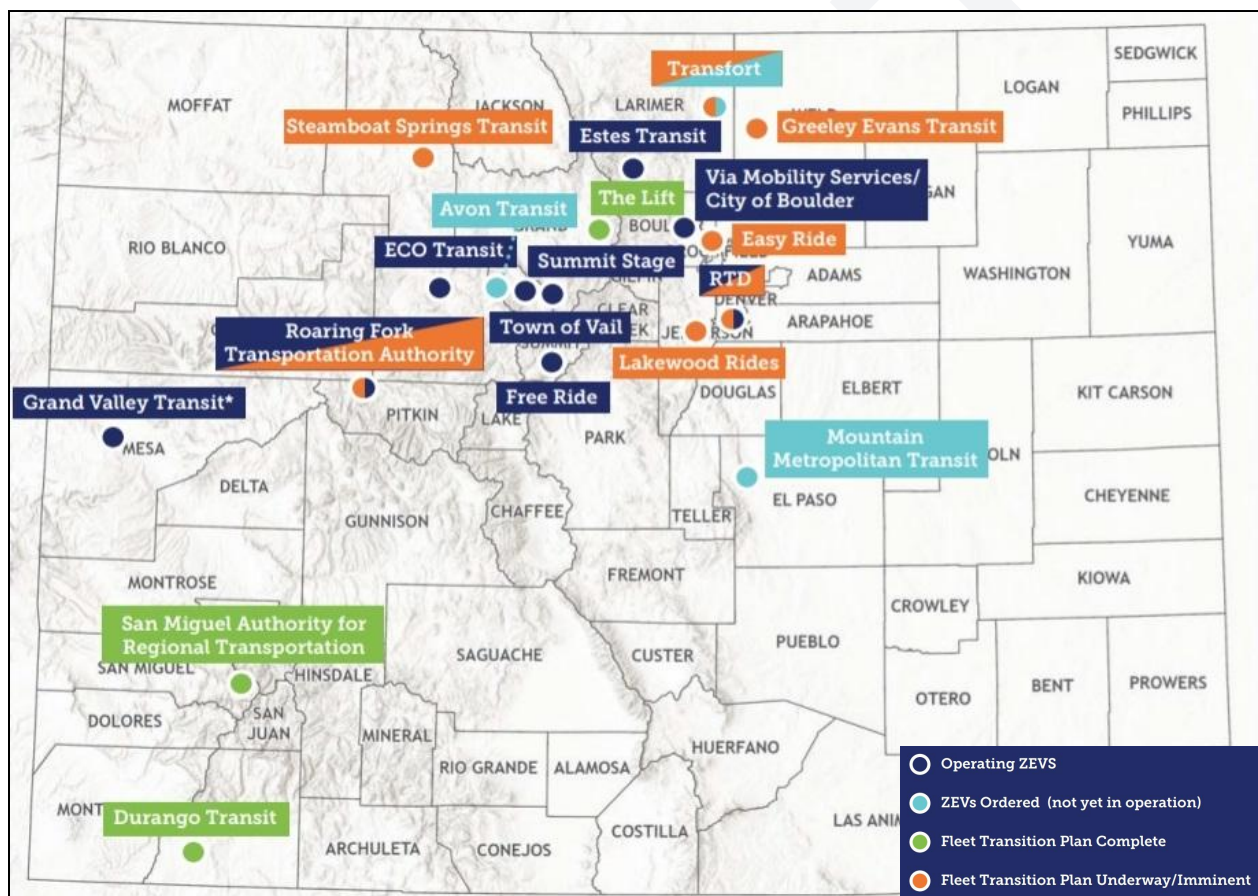 SEDGWICK
LOGAN
PHILLIPS
MOFFAT
JACKSON
LARIMER
Transfort
Steamboat Springs Transit
Greeley Evans Transit
Estes Transit
Via Mobility Services/
City of Boulder
The Lift
Avon Transit
YUMA
RIO BLANCO
ECO Transit
Summit Stage
Easy Ride
WASHINGTON
ADAMS
RTD
DENVER
ARAPAHOE
Roaring Fork
Transportation Authority
Town of Vail
Lakewood Rides
Grand Valley Transit*
PITKIN
LAKE
Free Ride
DOUGLAS
ELBERT
KIT CARSON
MESA
PARK
Mountain
Metropolitan Transit
DELTA
GUNNISON
CHAFFEE
TELLER
EL PASO
CHEYENNE
MONTROSE
FREMONT
KIOWA
CROWLEY
San Miguel Authority for
Regional Transportation
SAN MIGUEL
HINSDALE
SAGUACHE
CUSTER
PUEBLO
OTERO
BENT
PROWERS
DOLORES
SAN
JUAN
MINERAL
RIO GRANDE
ALAMOSA
HUERFANO
Durango Transit
ARCHULETA
CONEJOS
COSTILLA
Operating ZEVS
ZEVs Ordered (not yet in operation)
Fleet Transition Plan Complete
Fleet Transition Plan Underway/Imminent